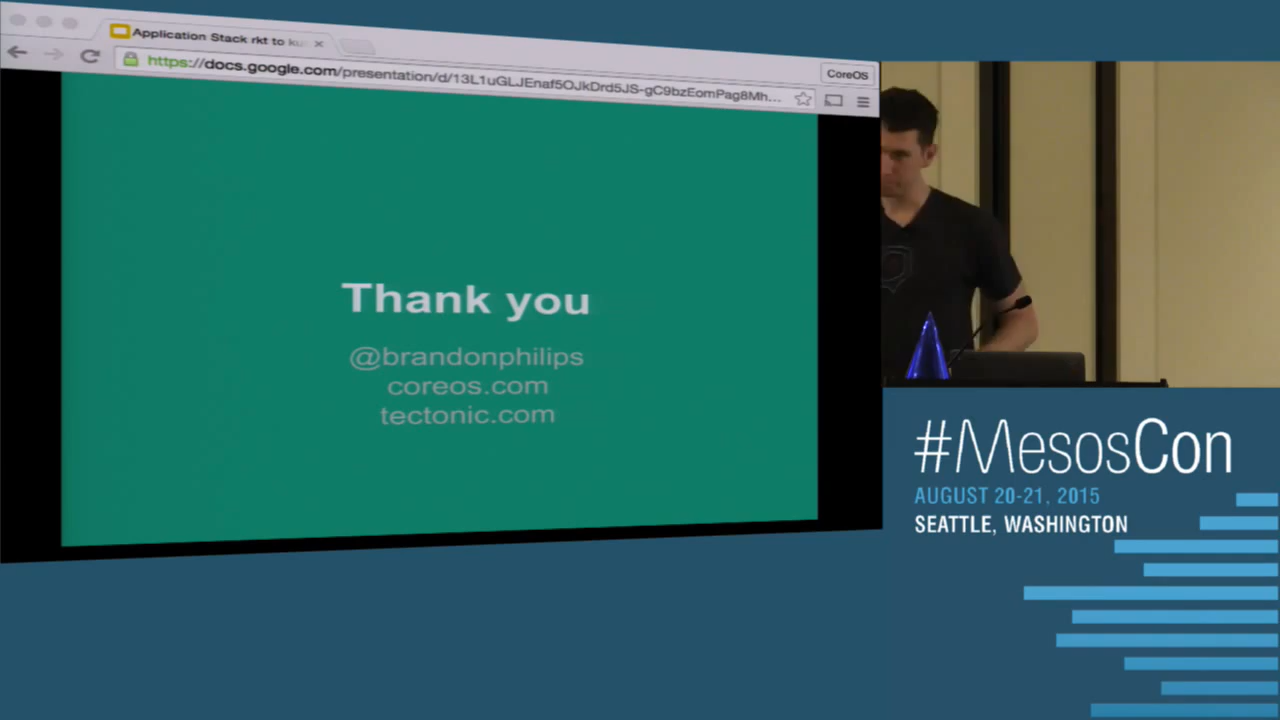 Application Stack rkt to ku
https://docs.google.com/presentation/d/13L1uGLJEnaf5OJkDrd5JS-gC9bzEomPag8Mh...
CoreOS
Thank you
@brandonphilips
coreos.com
tectonic.com
#MesosCon
AUGUST 20-21, 2015
SEATTLE, WASHINGTON